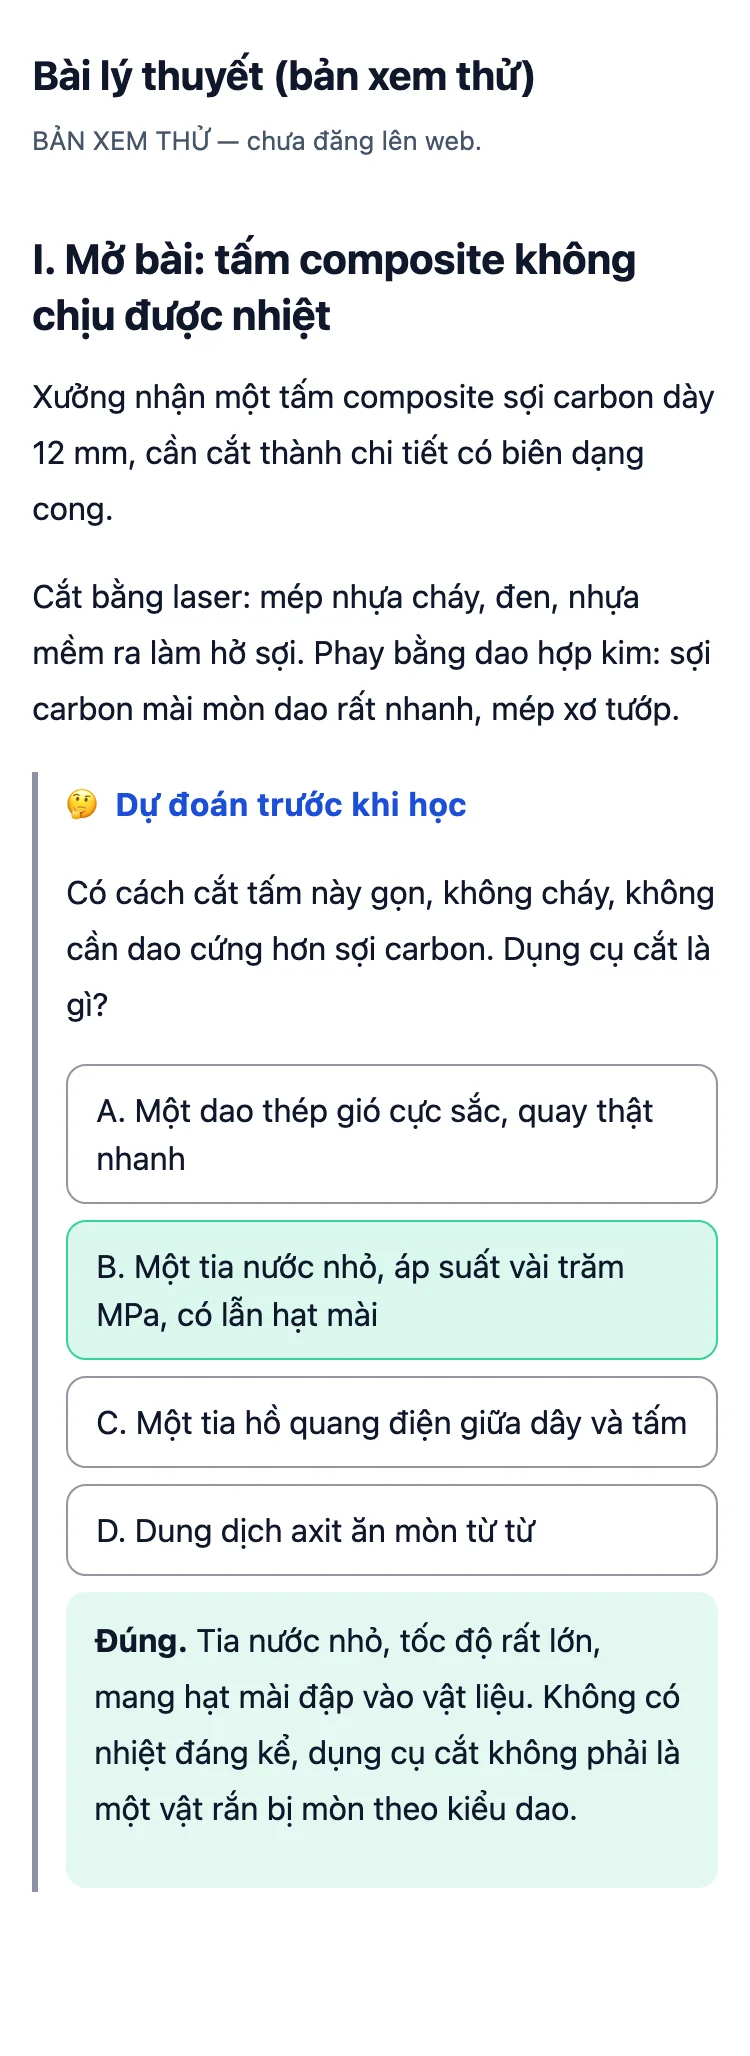 Bài lý thuyết (bản xem thử)
BẢN XEM THỬ — chưa đăng lên web.
I. Mở bài: tấm composite không
chịu được nhiệt
Xưởng nhận một tấm composite sợi carbon dày
12 mm, cần cắt thành chi tiết có biên dạng
cong.
Cắt bằng laser: mép nhựa cháy, đen, nhựa
mềm ra làm hở sợi. Phay bằng dao hợp kim: sợi
carbon mài mòn dao rất nhanh, mép xơ tướp.
🤔 Dự đoán trước khi học
Có cách cắt tấm này gọn, không cháy, không
cần dao cứng hơn sợi carbon. Dụng cụ cắt là
gì?
A. Một dao thép gió cực sắc, quay thật
nhanh
B. Một tia nước nhỏ, áp suất vài trăm
MPa, có lẫn hạt mài
C. Một tia hồ quang điện giữa dây và tấm
D. Dung dịch axit ăn mòn từ từ
Đúng. Tia nước nhỏ, tốc độ rất lớn,
mang hạt mài đập vào vật liệu. Không có
nhiệt đáng kể, dụng cụ cắt không phải là
một vật rắn bị mòn theo kiểu dao.